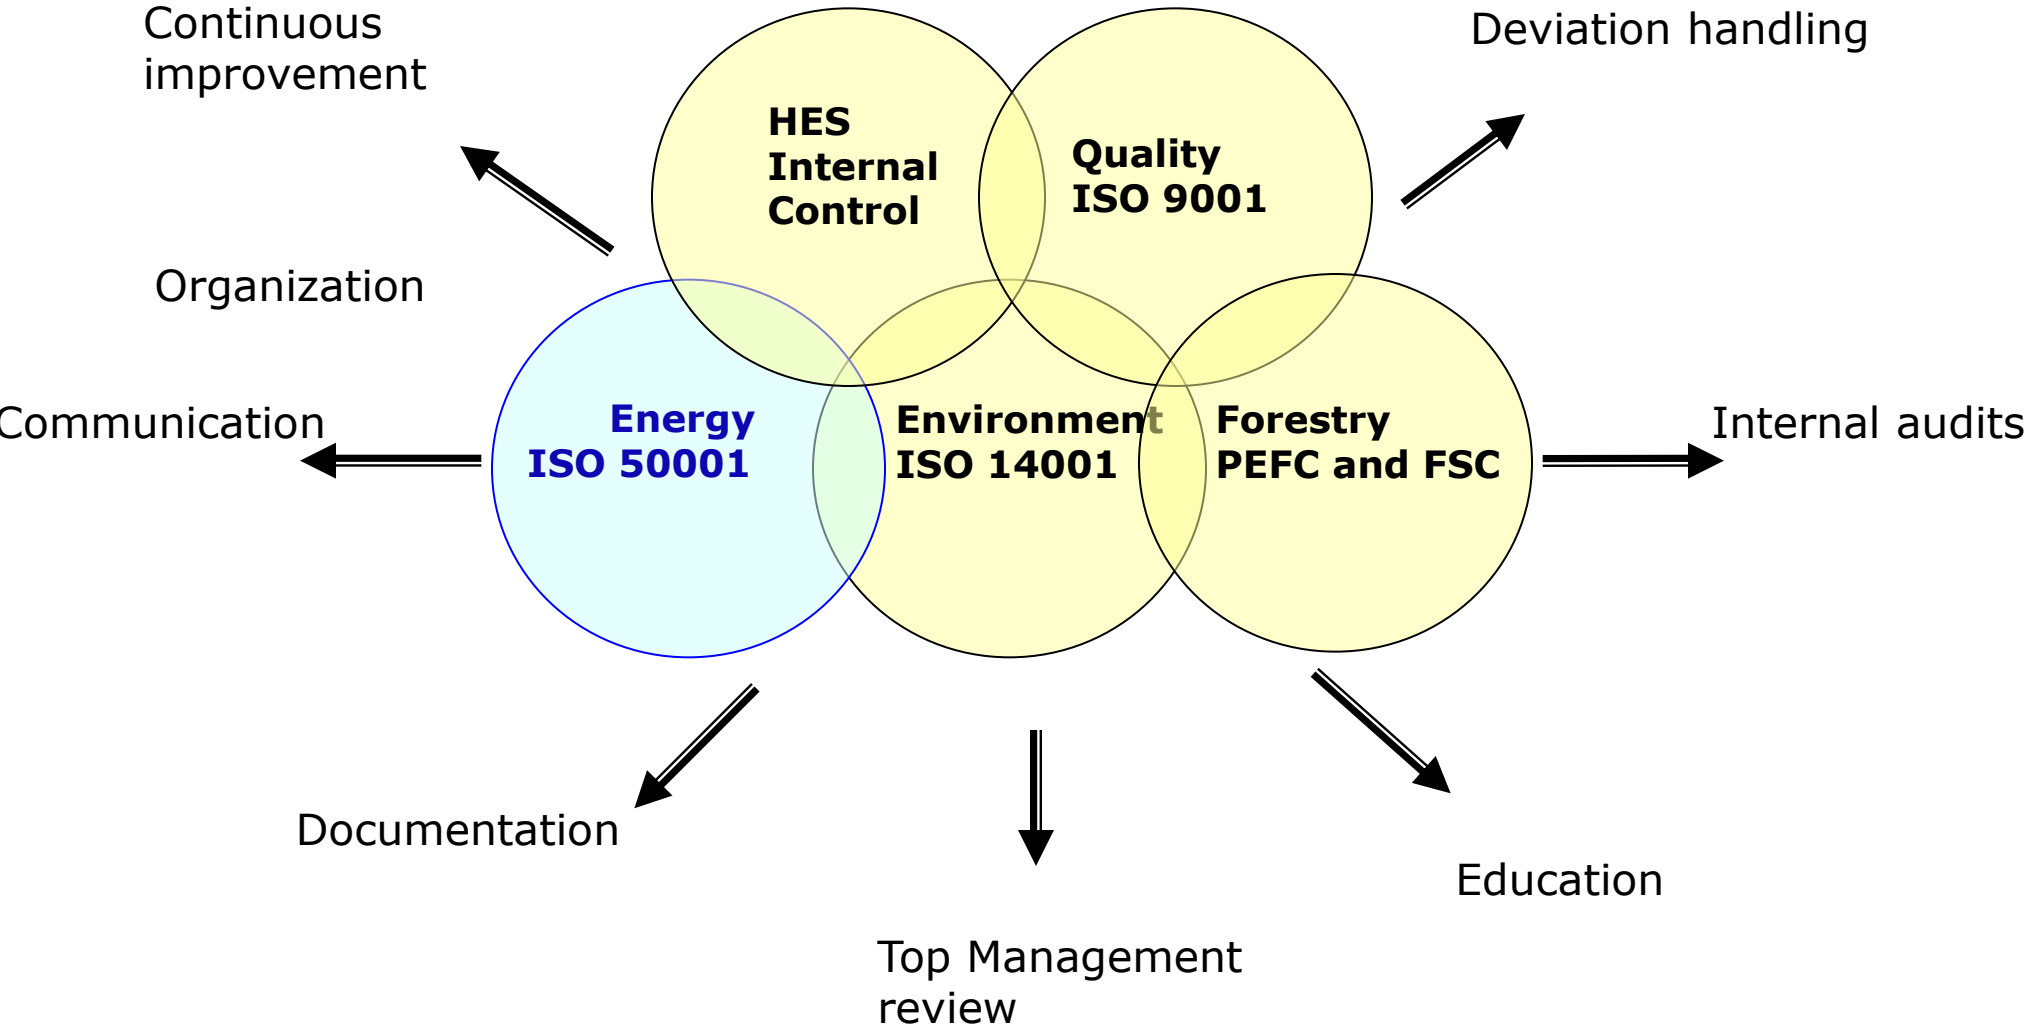 Continuous
improvement
Deviation handling
HES
Internal
Control
Quality
ISO 9001
Organization
Communication
Energy
ISO 50001
Environment
ISO 14001
Forestry
PEFC and FSC
Internal audits
Documentation
Education
Top Management
review